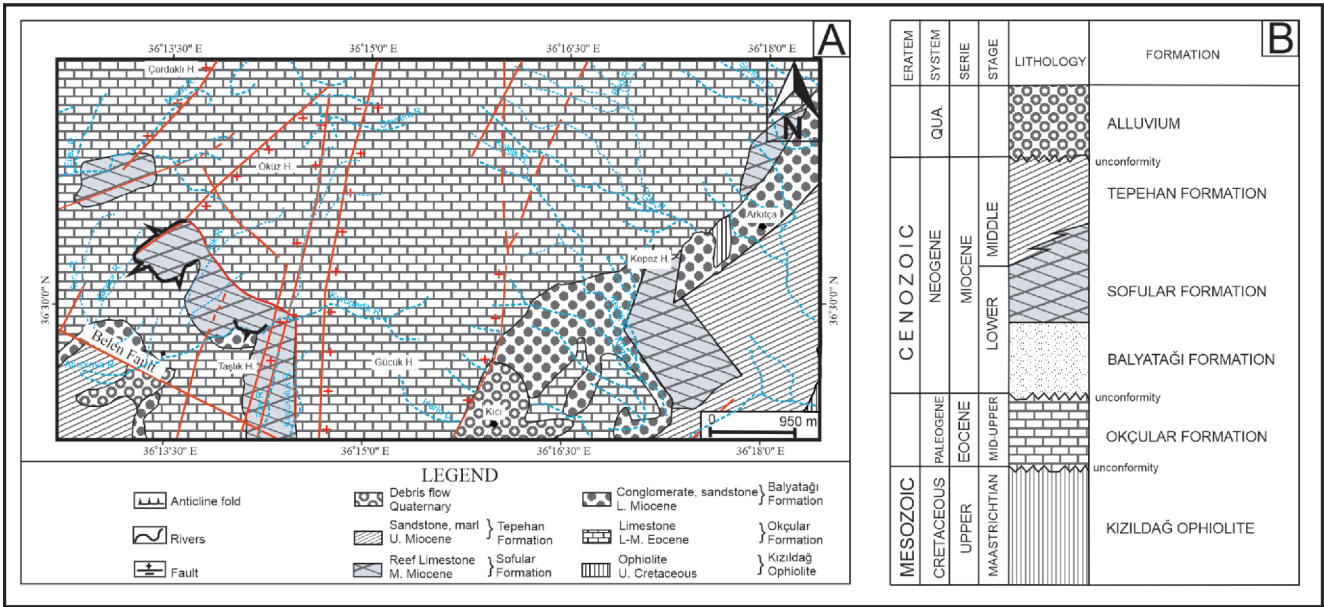 A
36°13'30" E
36°15'0" E
36°16'30" E
36°18'0" E
Çardaklı H.
N
Öküz H.
Arkıtça
Kepez H.
36°30'0" N
36°30'0" N
Belen Fault
Taşlık H.
Gücük H.
Kıcı
0
950 m
36°13'30" E
36°15'0" E
36°16'30" E
36°18'0" E
LEGEND
Anticline fold
Rivers
Fault
Debris flow
Quaternary
Sandstone, marl
U. Miocene
Tepehan
Formation
Reef Limestone
M. Miocene
Sofular
Formation
Conglomerate, sandstone
L. Miocene
Balyatağı
Formation
Limestone
L-M. Eocene
Okçular
Formation
Ophiolite
U. Cretaceous
Kızıldağ
Ophiolite
B
ERATEM
SYSTEM
SERIE
STAGE
LITHOLOGY
FORMATION
CENOZOIC
QUA.
ALLUVIUM
unconformity
NEOGENE
MIOCENE
MIDDLE
TEPEHAN FORMATION
LOWER
SOFULAR FORMATION
BALYATAĞI FORMATION
unconformity
PALEOGENE
EOCENE
MID-UPPER
OKÇULAR FORMATION
unconformity
MESOZOIC
CRETACEOUS
UPPER
MAASTRICHTIAN
KIZILDAĞ OPHIOLITE